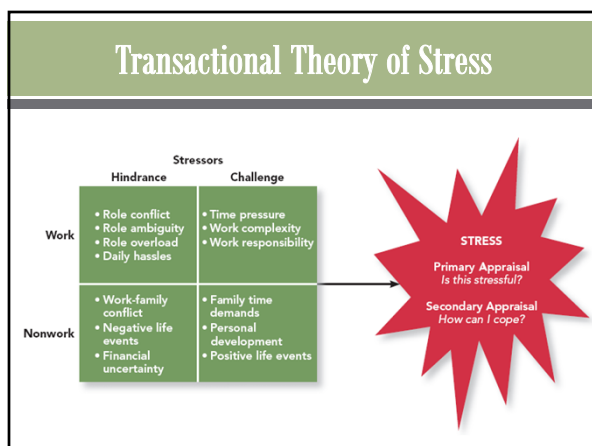 Transactional Theory of Stress
Stressors
Hindrance Challenge
Work
• Role conflict
• Role ambiguity
• Role overload
• Daily hassles
• Time pressure
• Work complexity
• Work responsibility
Nonwork
• Work-family
conflict
• Negative life
events
• Financial
uncertainty
• Family time
demands
• Personal
development
• Positive life events
STRESS
Primary Appraisal
Is this stressful?
Secondary Appraisal
How can I cope?